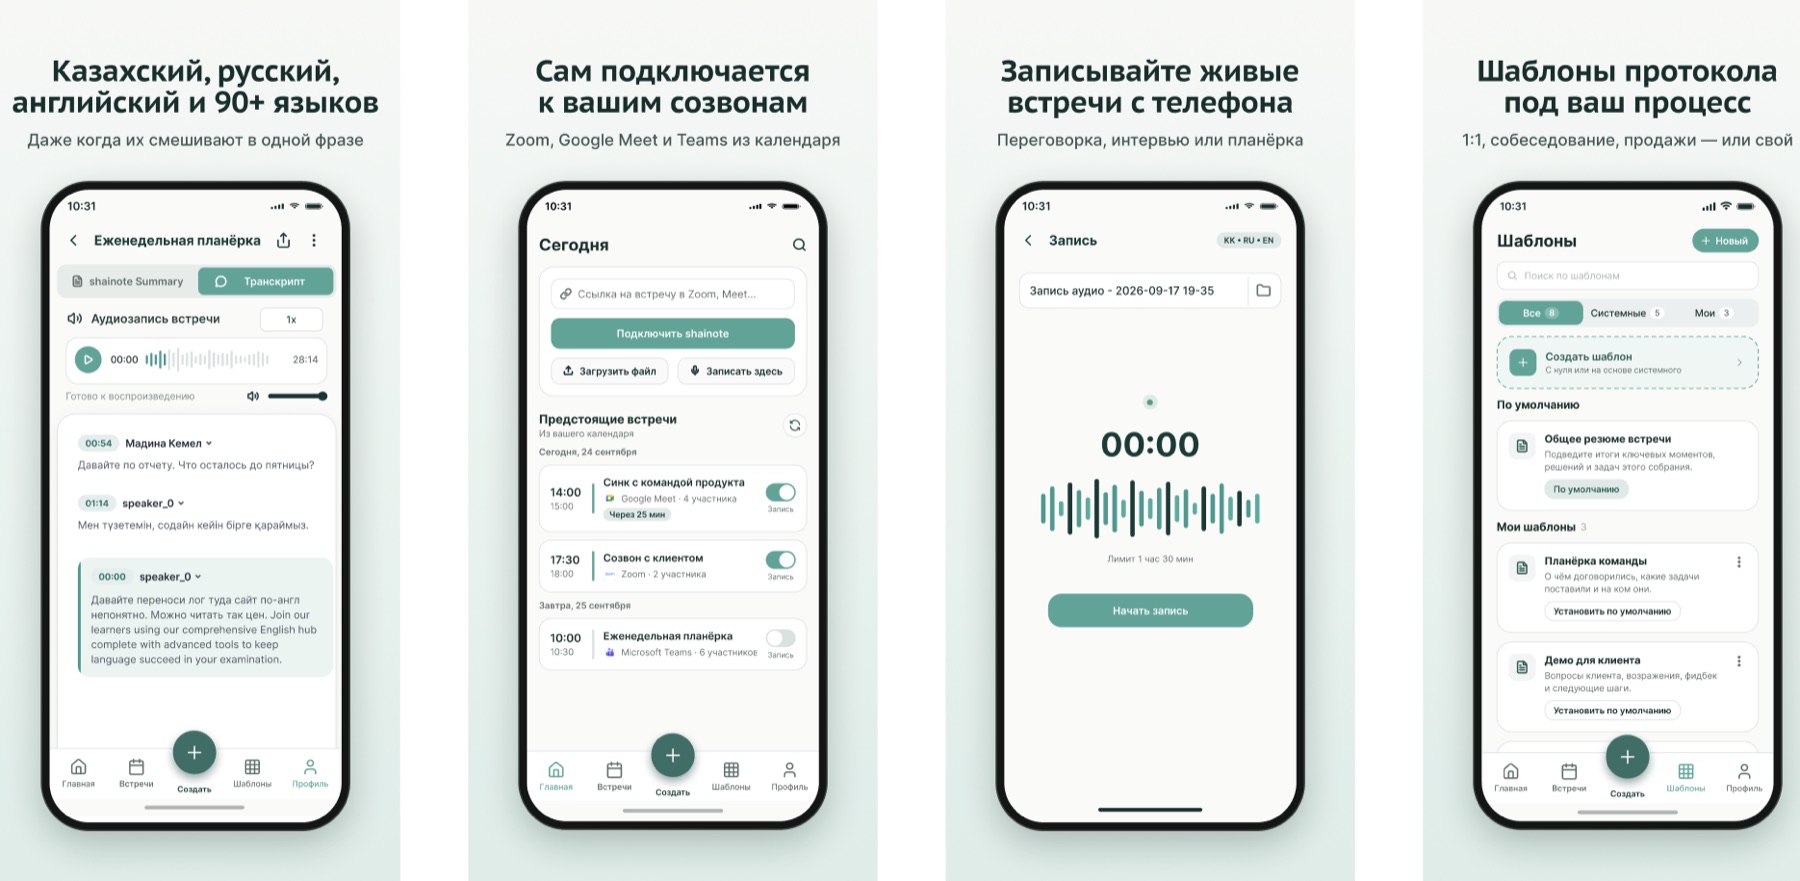 Казахский, русский,
английский и 90+ языков
Даже когда их смешивают в одной фразе
10:31
Еженедельная планёрка
shainote Summary
Транскрипт
Аудиозапись встречи
1x
00:00
28:14
Готово к воспроизведению
00:54 Мадина Кемел
Давайте по отчету. Что осталось до пятницы?
01:14 speaker_0
Мен түзетемін, содайн кейін бірге қараймыз.
00:00 speaker_0
Давайте переноси лог туда сайт по-англ
непонятно. Можно читать так цен. Join our
learners using our comprehensive English hub
complete with advanced tools to keep
language succeed in your examination.
Главная
Встречи
Создать
Шаблоны
Профиль
Сам подключается
к вашим созвонам
Zoom, Google Meet и Teams из календаря
10:31
Сегодня
Ссылка на встречу в Zoom, Meet...
Подключить shainote
Загрузить файл
Записать здесь
Предстоящие встречи
Из вашего календаря
Сегодня, 24 сентября
14:00
15:00
Синк с командой продукта
Google Meet · 4 участника
Через 25 мин
Запись
17:30
18:00
Созвон с клиентом
Zoom · 2 участника
Запись
Завтра, 25 сентября
10:00
10:30
Еженедельная планёрка
Microsoft Teams · 6 участников
Запись
Главная
Встречи
Создать
Шаблоны
Профиль
Записывайте живые
встречи с телефона
Переговорка, интервью или планёрка
10:31
Запись
KK • RU • EN
Запись аудио - 2026-09-17 19-35
00:00
Лимит 1 час 30 мин
Начать запись
Шаблоны протокола
под ваш процесс
1:1, собеседование, продажи — или свой
10:31
Шаблоны
+ Новый
Поиск по шаблонам
Все 8
Системные 5
Мои 3
Создать шаблон
С нуля или на основе системного
По умолчанию
Общее резюме встречи
Подведите итоги ключевых моментов,
решений и задач этого собрания.
По умолчанию
Мои шаблоны 3
Планёрка команды
О чём договорились, какие задачи
поставили и на ком они.
Установить по умолчанию
Демо для клиента
Вопросы клиента, возражения, фидбек
и следующие шаги.
Установить по умолчанию
Главная
Встречи
Создать
Шаблоны
Профиль